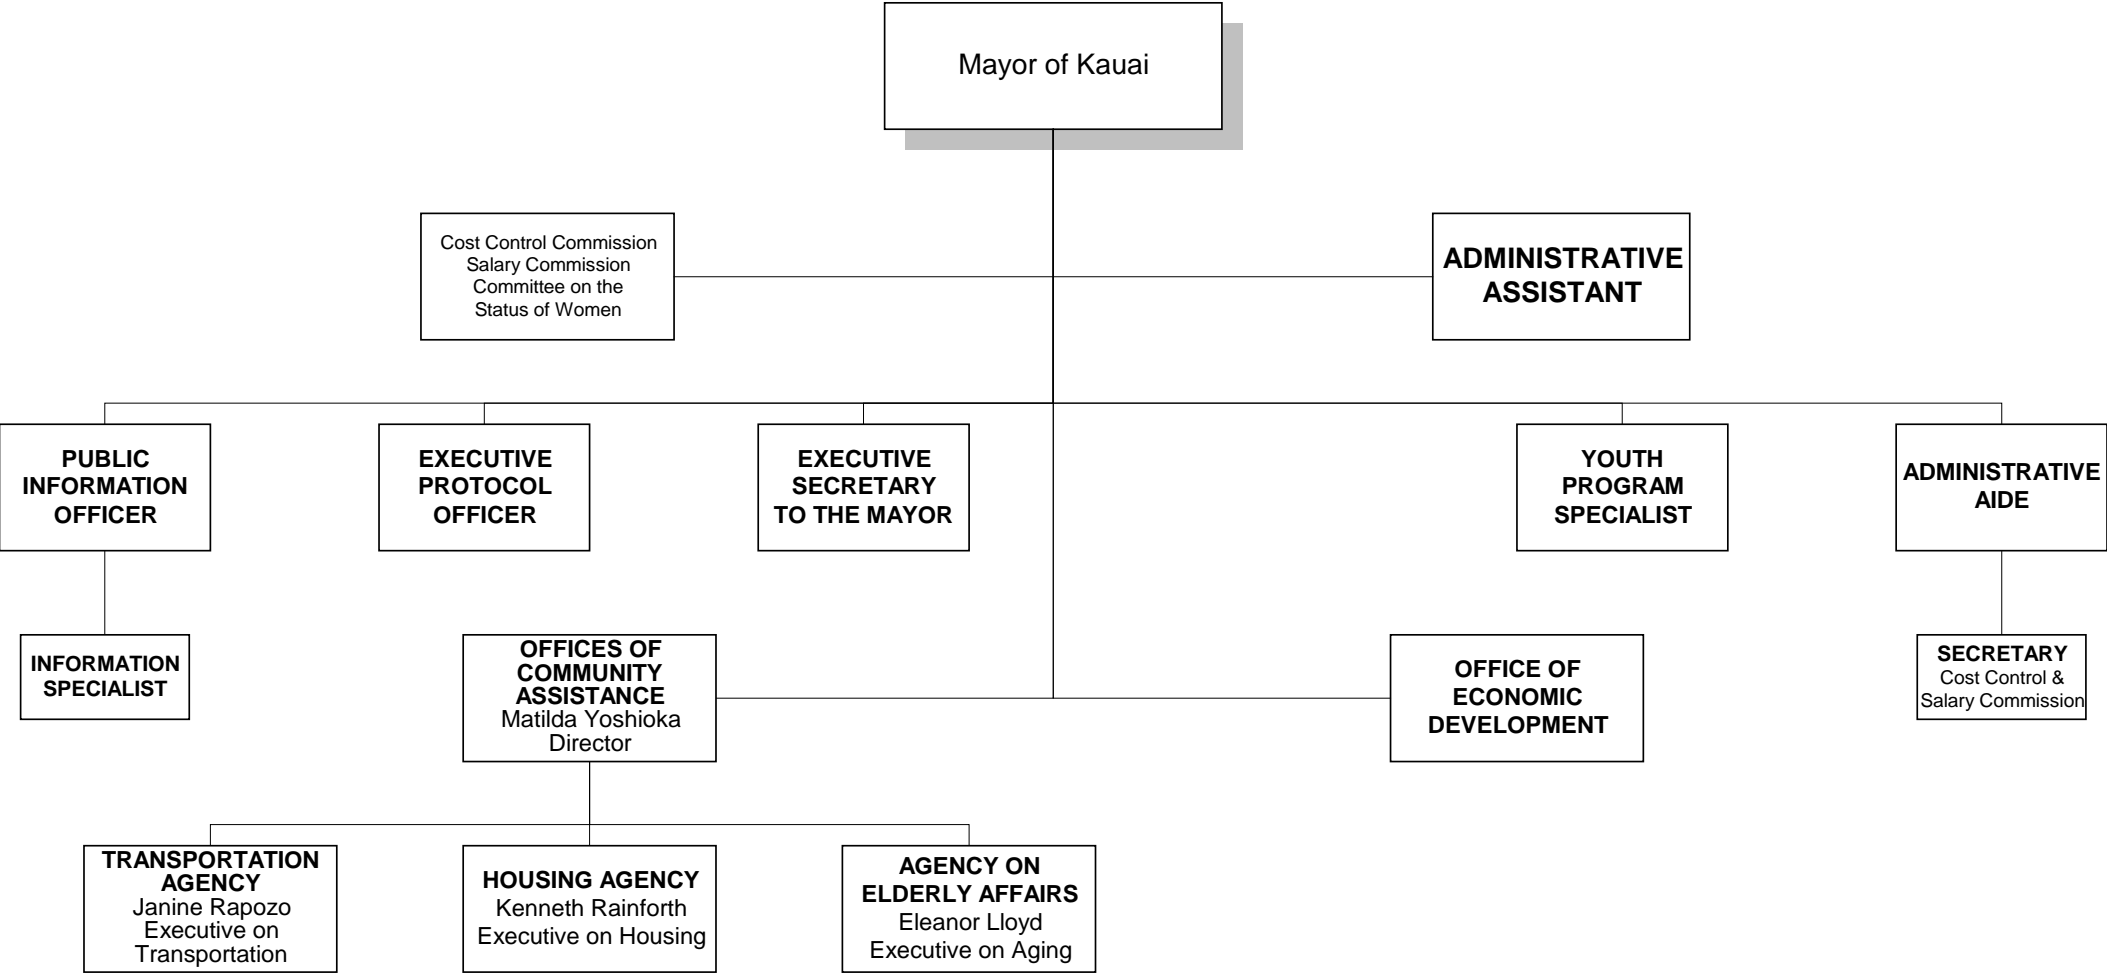 Mayor of Kauai
Cost Control Commission
Salary Commission
Committee on the
Status of Women
ADMINISTRATIVE
ASSISTANT
PUBLIC
INFORMATION
OFFICER
EXECUTIVE
PROTOCOL
OFFICER
EXECUTIVE
SECRETARY
TO THE MAYOR
YOUTH
PROGRAM
SPECIALIST
ADMINISTRATIVE
AIDE
INFORMATION
SPECIALIST
OFFICES OF
COMMUNITY
ASSISTANCE
Matilda Yoshioka
Director
OFFICE OF
ECONOMIC
DEVELOPMENT
SECRETARY
Cost Control &
Salary Commission
TRANSPORTATION
AGENCY
Janine Rapozo
Executive on
Transportation
HOUSING AGENCY
Kenneth Rainforth
Executive on Housing
AGENCY ON
ELDERLY AFFAIRS
Eleanor Lloyd
Executive on Aging